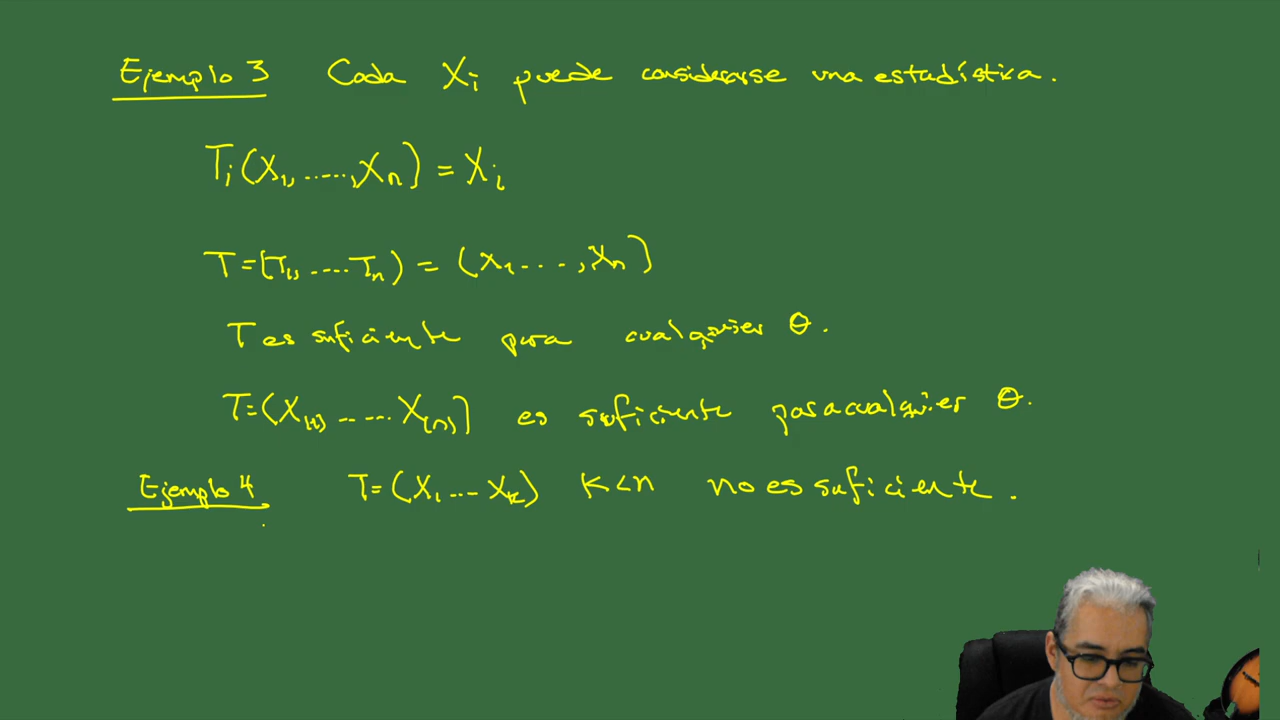 Ejemplo 3 Cada Xi puede considerarse una estadística.
Ti(X1, ....., Xn) = Xi
T=(T1, .... Tn) = (X1 . . . . , Xn)
T es suficiente para cualquier θ.
T=(X(1) ..... X(n)) es suficiente para cualquier θ.
Ejemplo 4 T=(X1 .... Xk) K<n no es suficiente.